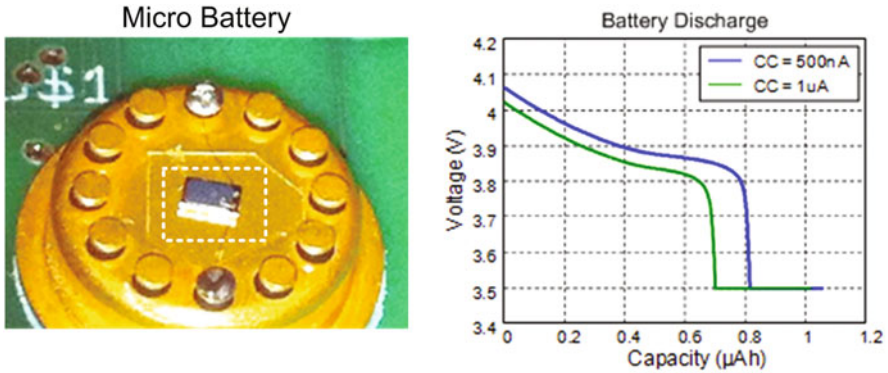 Micro Battery
$1
Battery Discharge
4.2
4.1
4
3.9
3.8
3.7
3.6
3.5
3.4
Voltage (V)
CC = 500nA
CC = 1uA
0
0.2
0.4
0.6
0.8
1
1.2
Capacity (µAh)